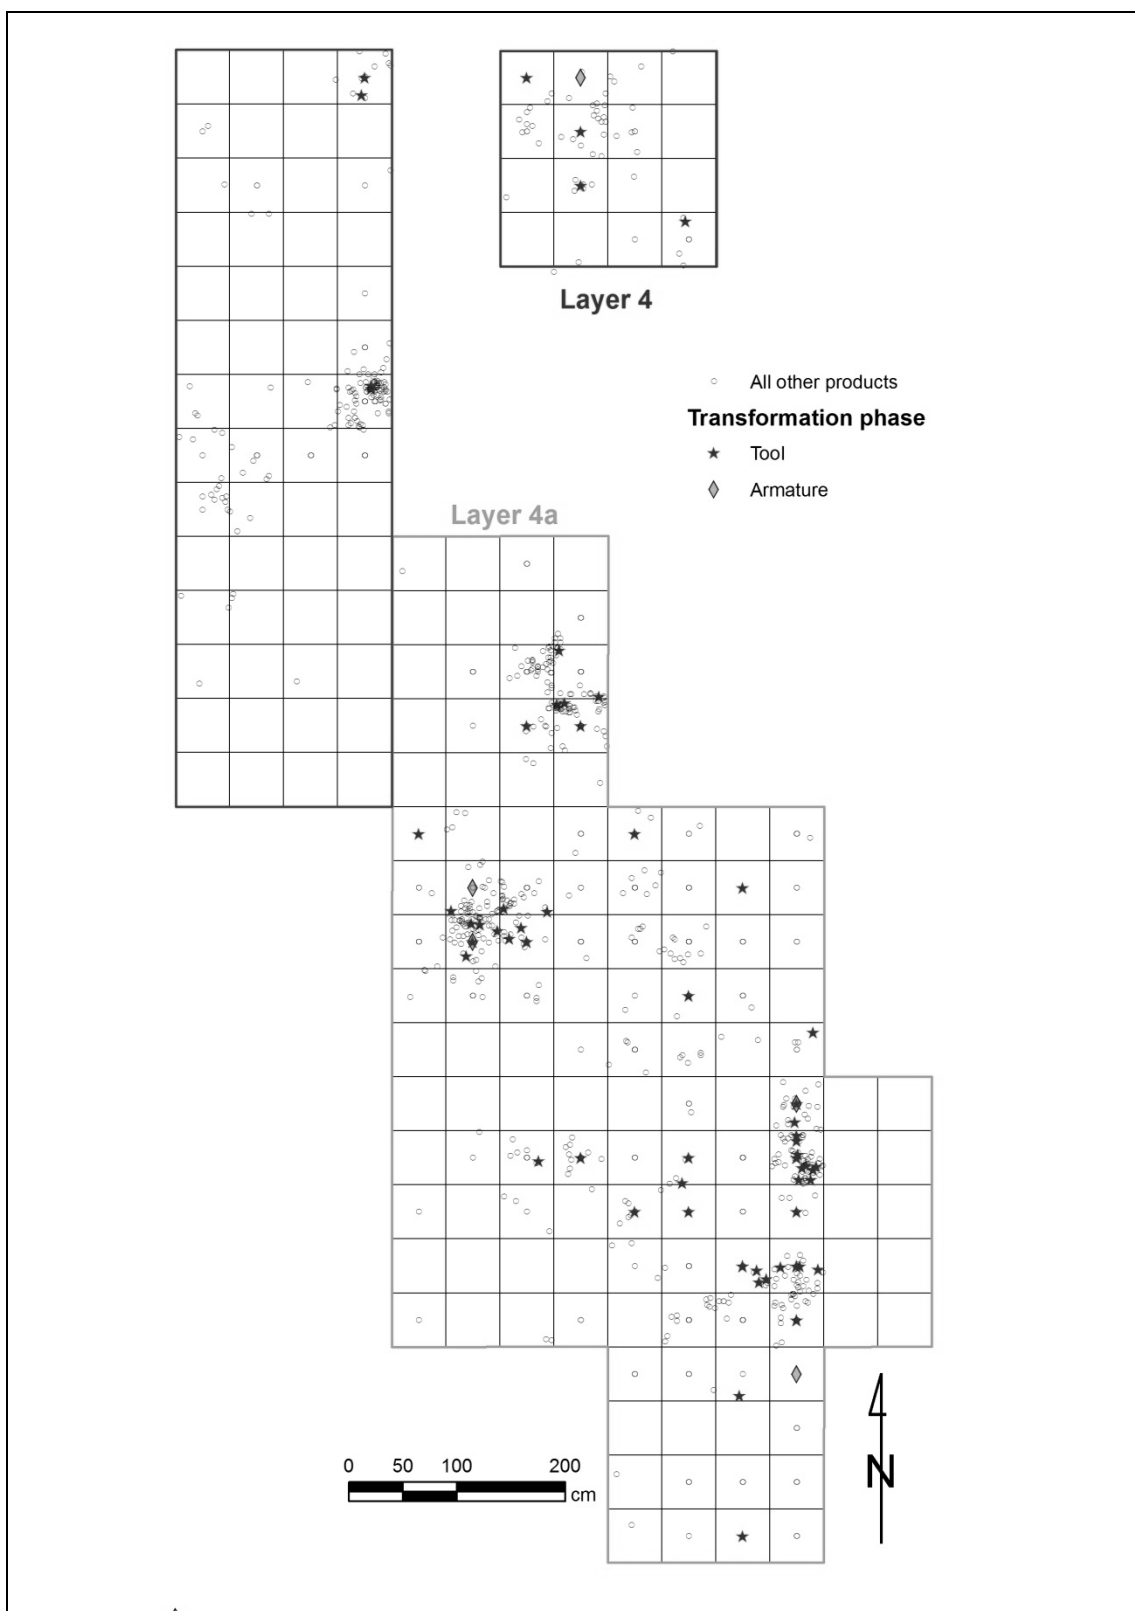 Layer 4
All other products
Transformation phase
Tool
Armature
Layer 4a
0 50 100 200
cm
N